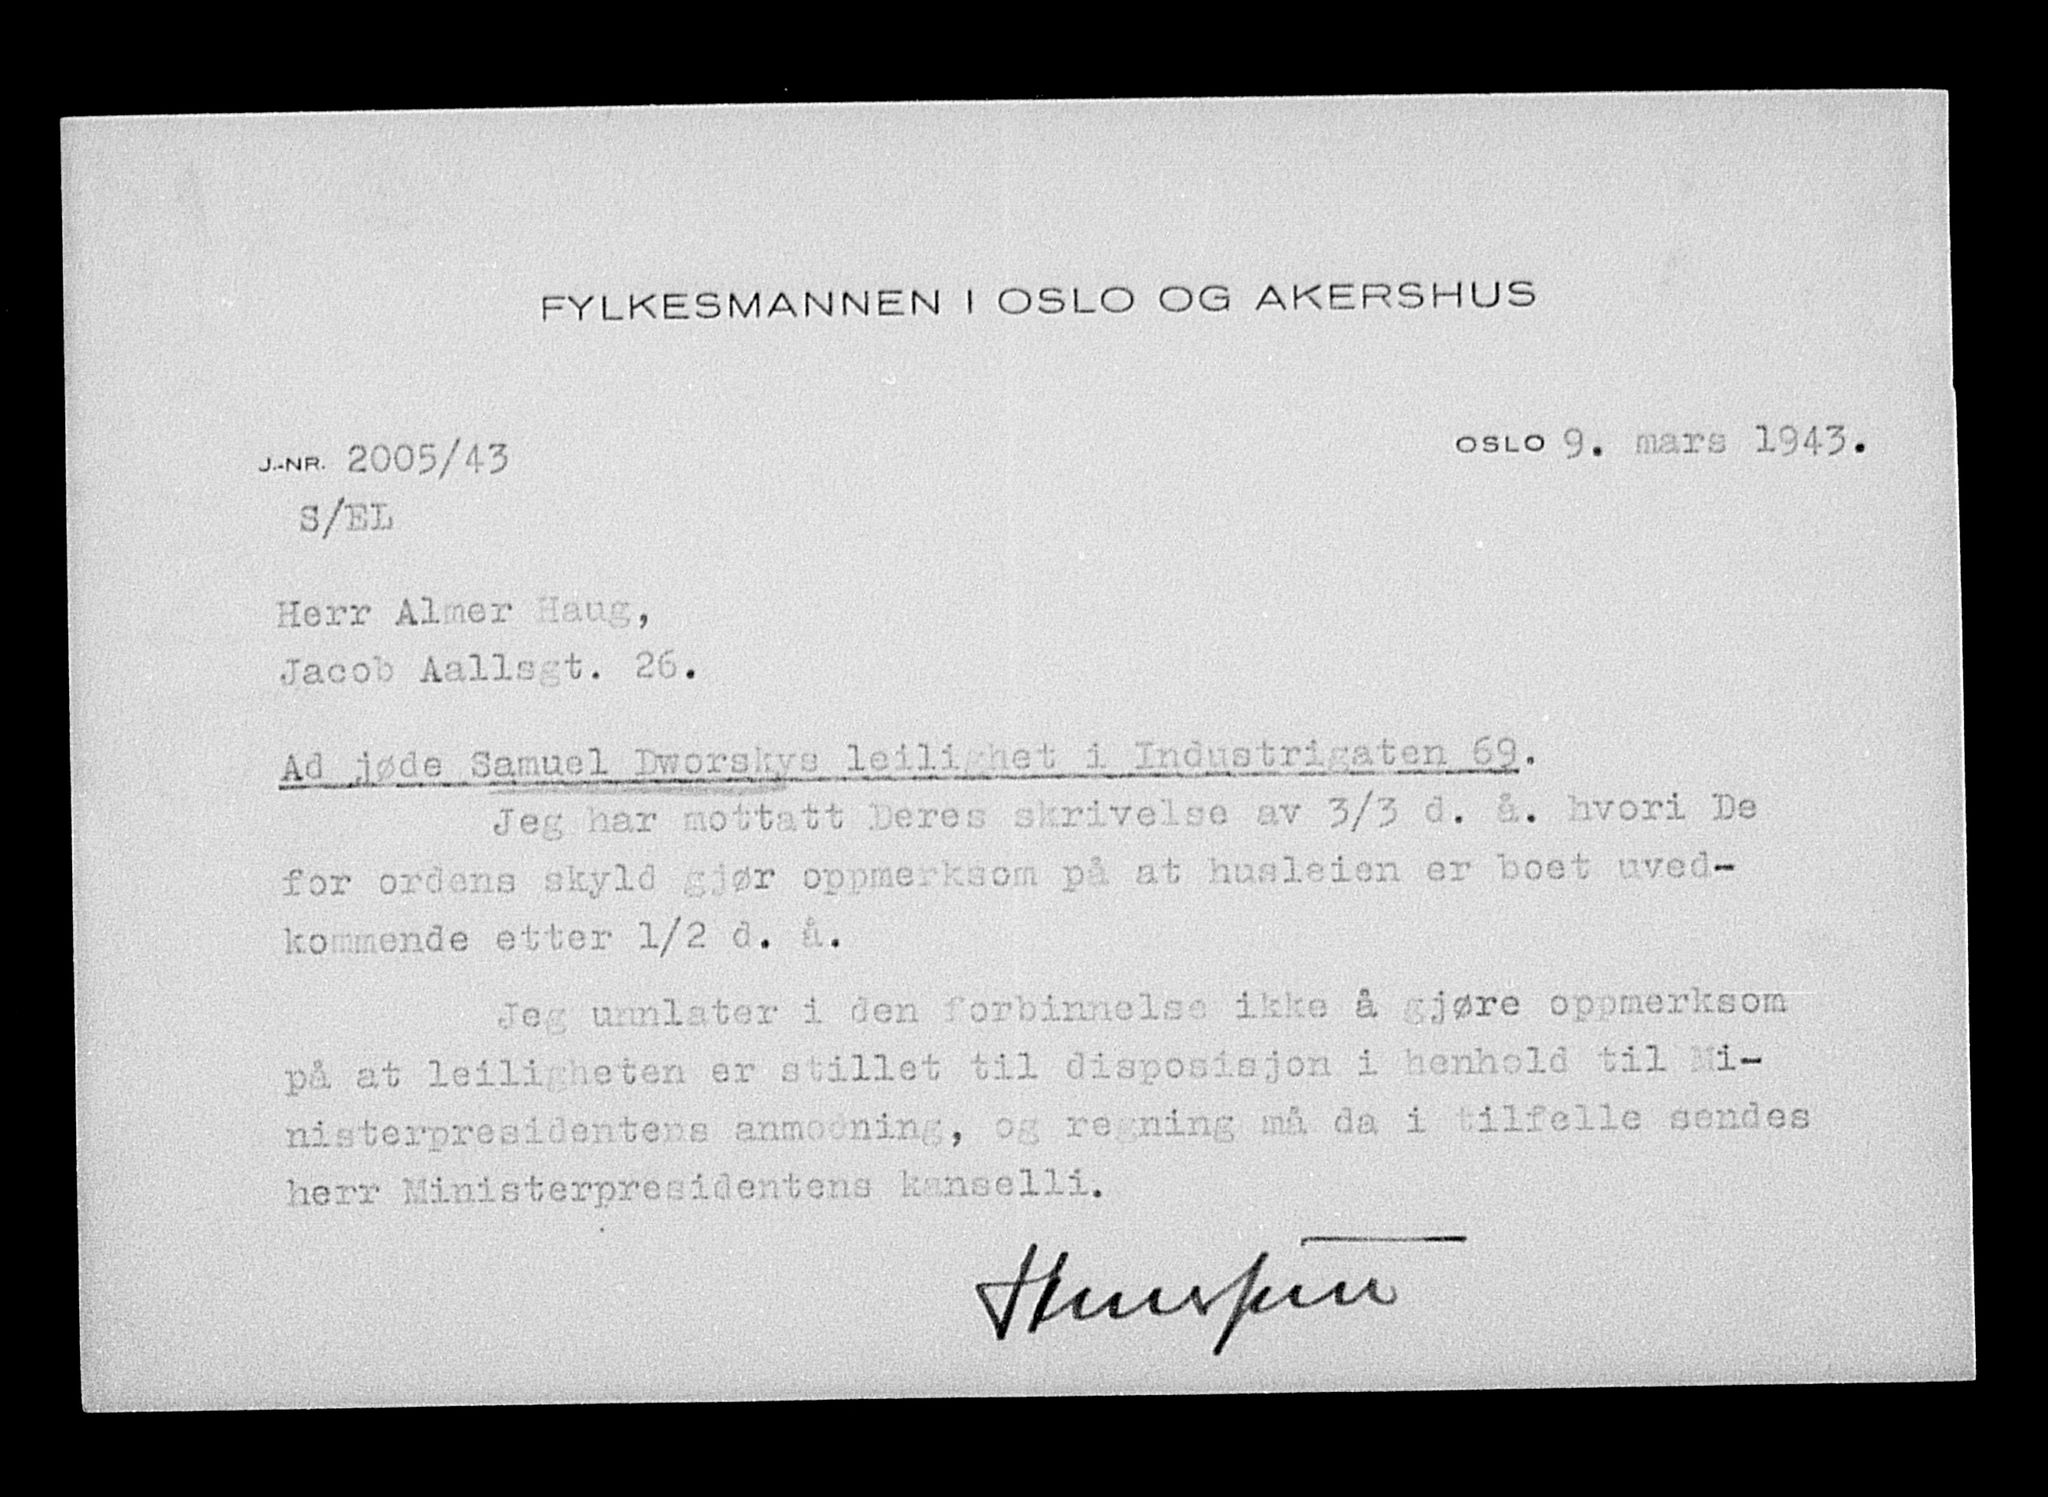 FYLKESMANNEN I OSLO OG AKERSHUS
J.-NR. 2005/43
OSLO 9. mars 1943.
S/EL
Herr Almer Haug,
Jacob Aallsgt. 26.
Ad jøde Samuel Dworskys leilighet i Industrigaten 69.
Jeg har mottatt Deres skrivelse av 3/3 d. å. hvori De
for ordens skyld gjør oppmerksom på at husleien er boet uved-
kommende etter 1/2 d. å.
Jeg unnlater i den forbinnelse ikke å gjøre oppmerksom
på at leiligheten er stillet til disposisjon i henhold til Mi-
nisterpresidentens anmodning, og regning må da i tilfelle sendes
herr Ministerpresidentens kanselli.